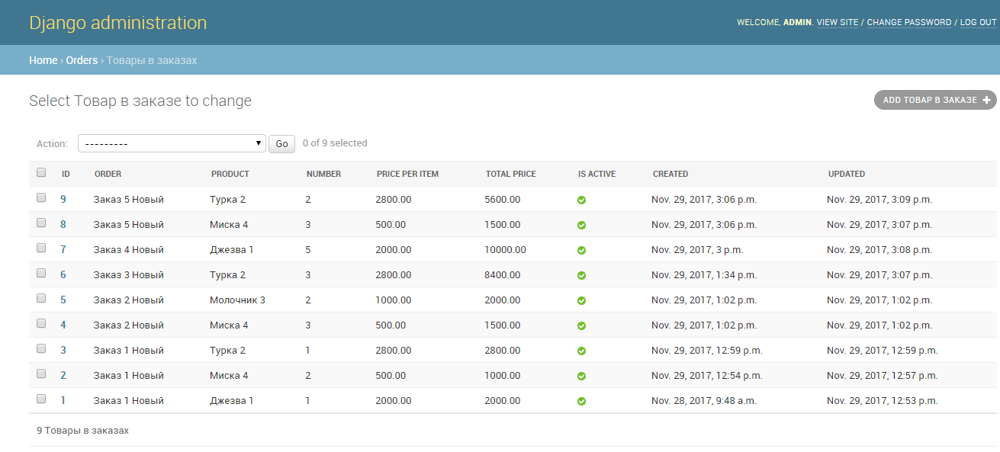 Django administration
WELCOME, ADMIN. VIEW SITE / CHANGE PASSWORD / LOG OUT
Home › Orders › Товары в заказах
Select Товар в заказе to change
ADD ТОВАР В ЗАКАЗЕ +
Action: --------- Go 0 of 9 selected
ID ORDER PRODUCT NUMBER PRICE PER ITEM TOTAL PRICE IS ACTIVE CREATED UPDATED
9 Заказ 5 Новый Турка 2 2 2800.00 5600.00 Nov. 29, 2017, 3:06 p.m. Nov. 29, 2017, 3:09 p.m.
8 Заказ 5 Новый Миска 4 3 500.00 1500.00 Nov. 29, 2017, 3:06 p.m. Nov. 29, 2017, 3:07 p.m.
7 Заказ 4 Новый Джезва 1 5 2000.00 10000.00 Nov. 29, 2017, 3 p.m. Nov. 29, 2017, 3:08 p.m.
6 Заказ 3 Новый Турка 2 3 2800.00 8400.00 Nov. 29, 2017, 1:34 p.m. Nov. 29, 2017, 3:07 p.m.
5 Заказ 2 Новый Молочник 3 2 1000.00 2000.00 Nov. 29, 2017, 1:02 p.m. Nov. 29, 2017, 1:02 p.m.
4 Заказ 2 Новый Миска 4 3 500.00 1500.00 Nov. 29, 2017, 1:02 p.m. Nov. 29, 2017, 1:02 p.m.
3 Заказ 1 Новый Турка 2 1 2800.00 2800.00 Nov. 29, 2017, 12:59 p.m. Nov. 29, 2017, 12:59 p.m.
2 Заказ 1 Новый Миска 4 2 500.00 1000.00 Nov. 29, 2017, 12:54 p.m. Nov. 29, 2017, 12:57 p.m.
1 Заказ 1 Новый Джезва 1 1 2000.00 2000.00 Nov. 28, 2017, 9:48 a.m. Nov. 29, 2017, 12:53 p.m.
9 Товары в заказах